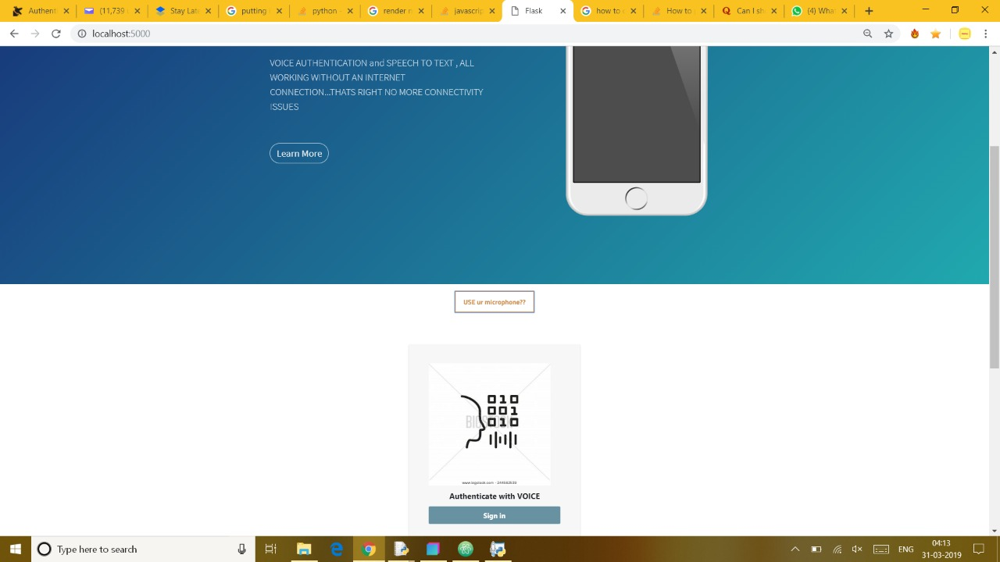 Authent
(11,739
Stay Late
putting
python
render
javascrip
Flask
how to
How to
Can I sh
(4) What
localhost:5000
VOICE AUTHENTICATION and SPEECH TO TEXT , ALL
WORKING WITHOUT AN INTERNET
CONNECTION...THATS RIGHT NO MORE CONNECTIVITY
ISSUES
Learn More
USE ur microphone??
010
001
010
www.bigstock.com · 244682539
Authenticate with VOICE
Sign in
Type here to search
ENG
04:13
31-03-2019